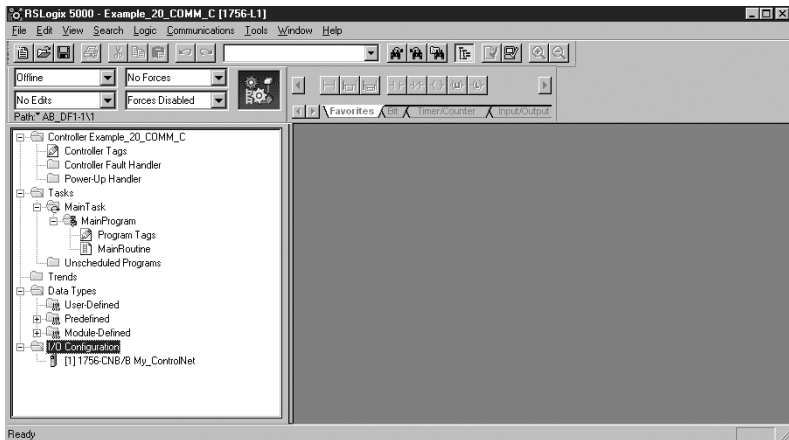 RSLogix 5000 - Example_20_COMM_C [1756-L1]
File Edit View Search Logic Communications Tools Window Help
Offline
No Forces
No Edits
Forces Disabled
Path:* AB_DF1-1\1
Favorites Bit Timer/Counter Input/Output
Controller Example_20_COMM_C
Controller Tags
Controller Fault Handler
Power-Up Handler
Tasks
MainTask
MainProgram
Program Tags
MainRoutine
Unscheduled Programs
Trends
Data Types
User-Defined
Predefined
Module-Defined
I/O Configuration
[1] 1756-CNB/B My_ControlNet
Ready